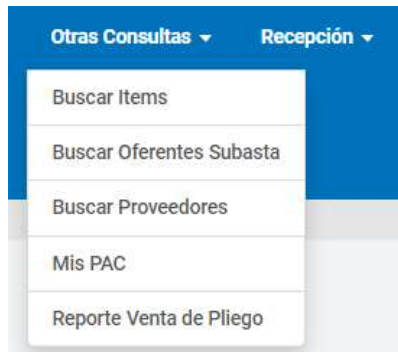 Otras Consultas Recepción
Buscar Items
Buscar Oferentes Subasta
Buscar Proveedores
Mis PAC
Reporte Venta de Pliego